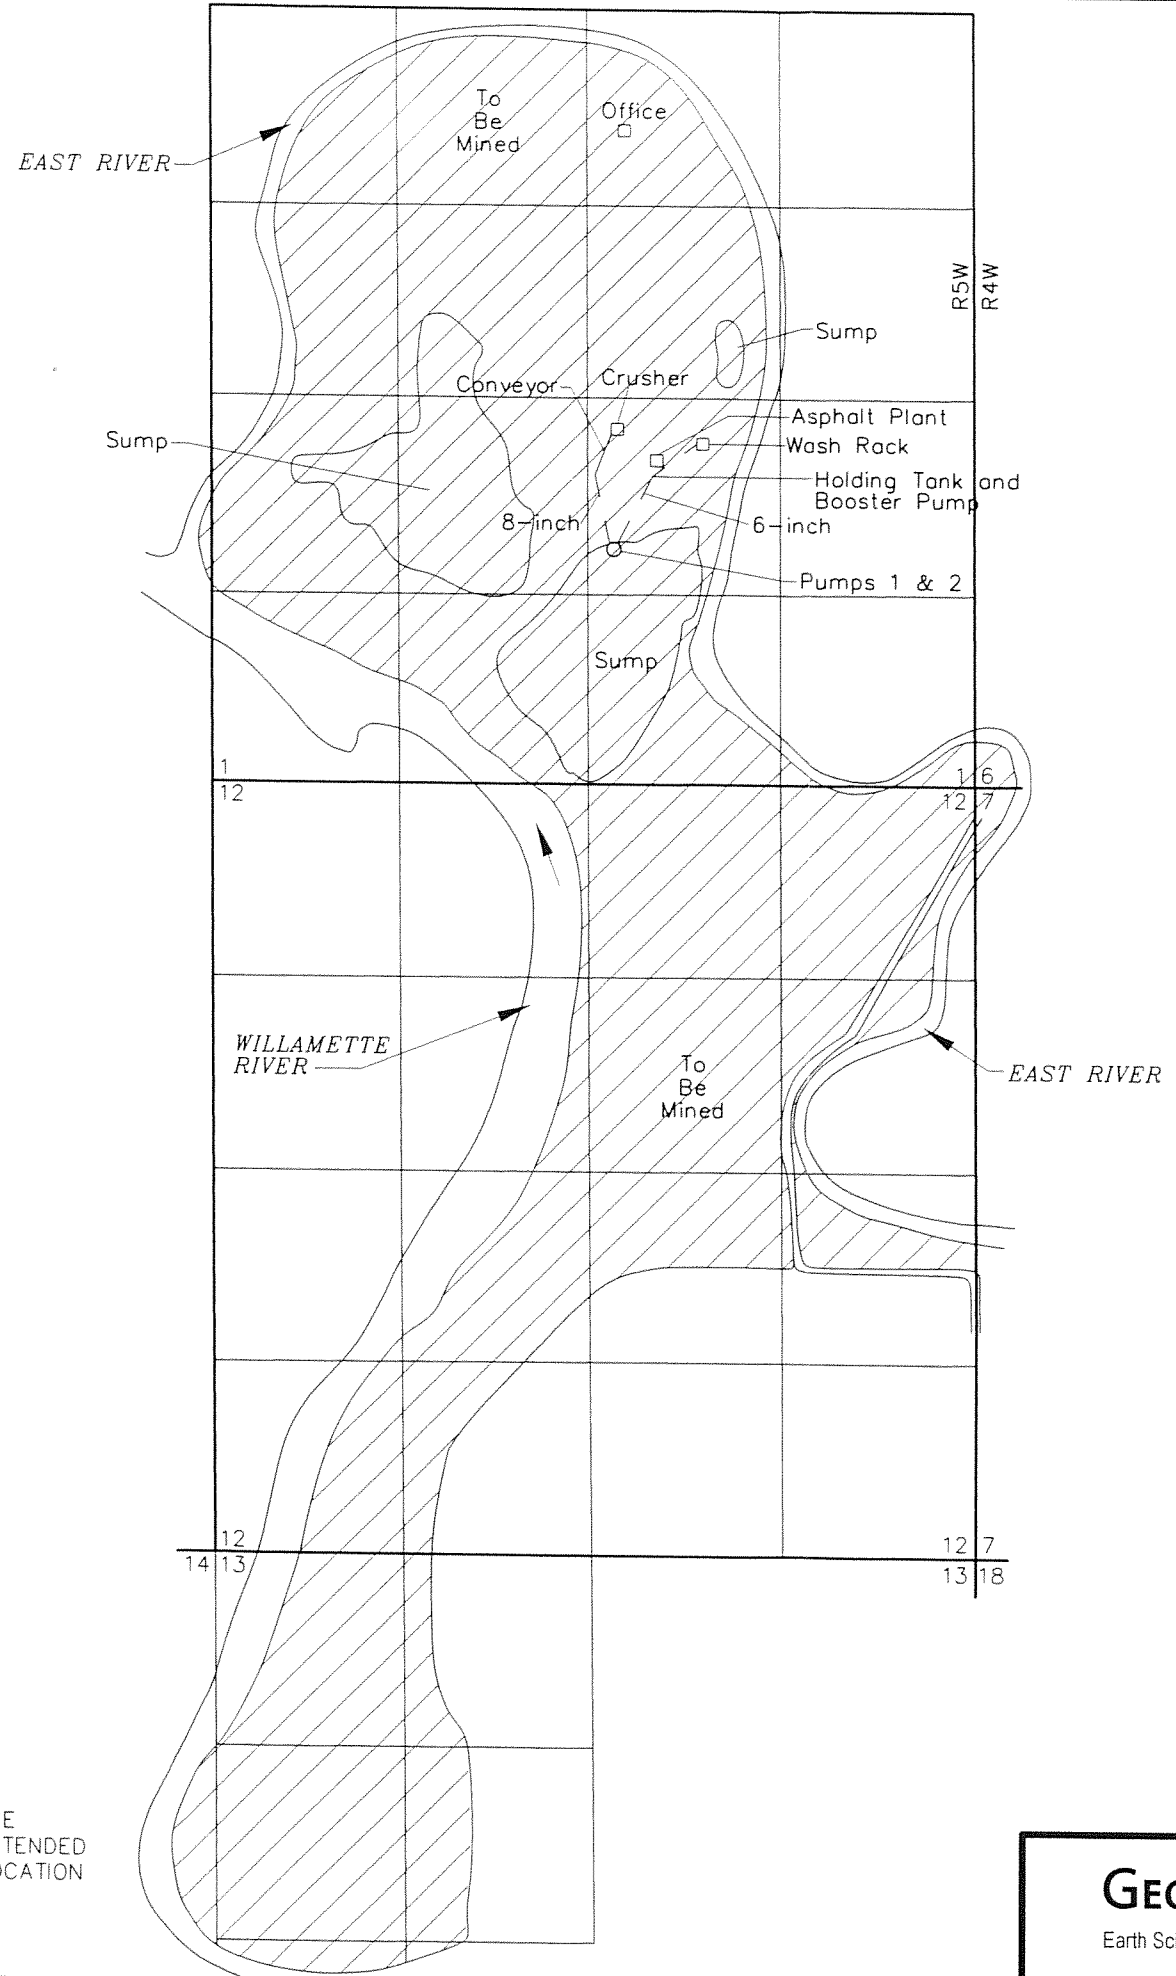 To
Be
Mined
Office
EAST RIVER
R5W
R4W
Sump
Conveyor
Crusher
Asphalt Plant
Sump
Wash Rack
Holding Tank and
Booster Pump
8-inch
6-inch
Pumps 1 & 2
Sump
1
12
1 6
12 7
WILLAMETTE
RIVER
To
Be
Mined
EAST RIVER
12
14 13
12 7
13 18
E
TENDED
OCATION
GEO
Earth Sc